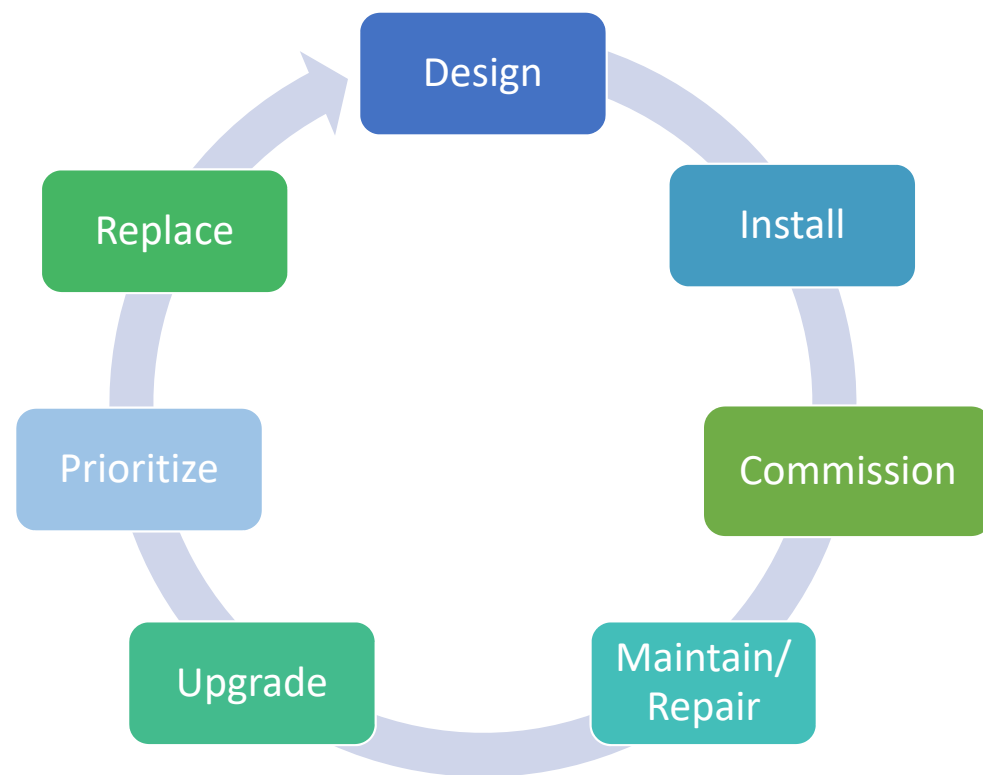 Design
Install
Commission
Maintain/
Repair
Upgrade
Prioritize
Replace